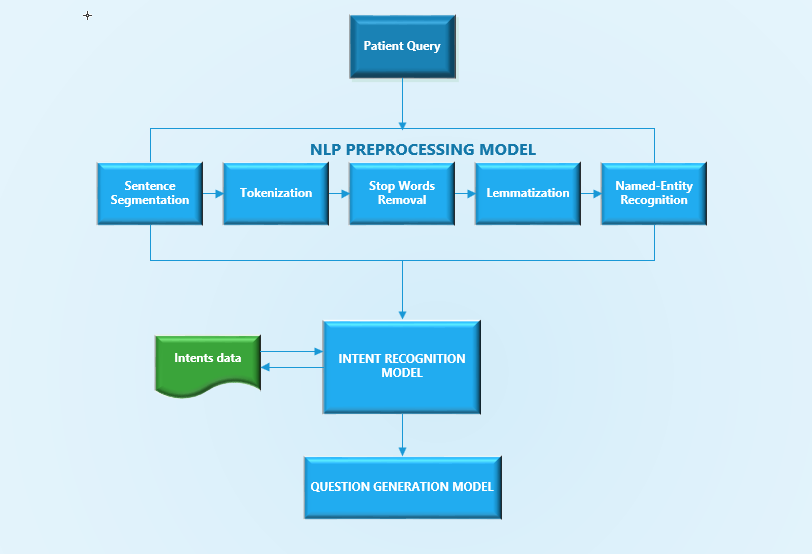 Patient Query
NLP PREPROCESSING MODEL
Sentence
Segmentation
Tokenization
Stop Words
Removal
Lemmatization
Named-Entity
Recognition
Intents data
INTENT RECOGNITION
MODEL
QUESTION GENERATION MODEL